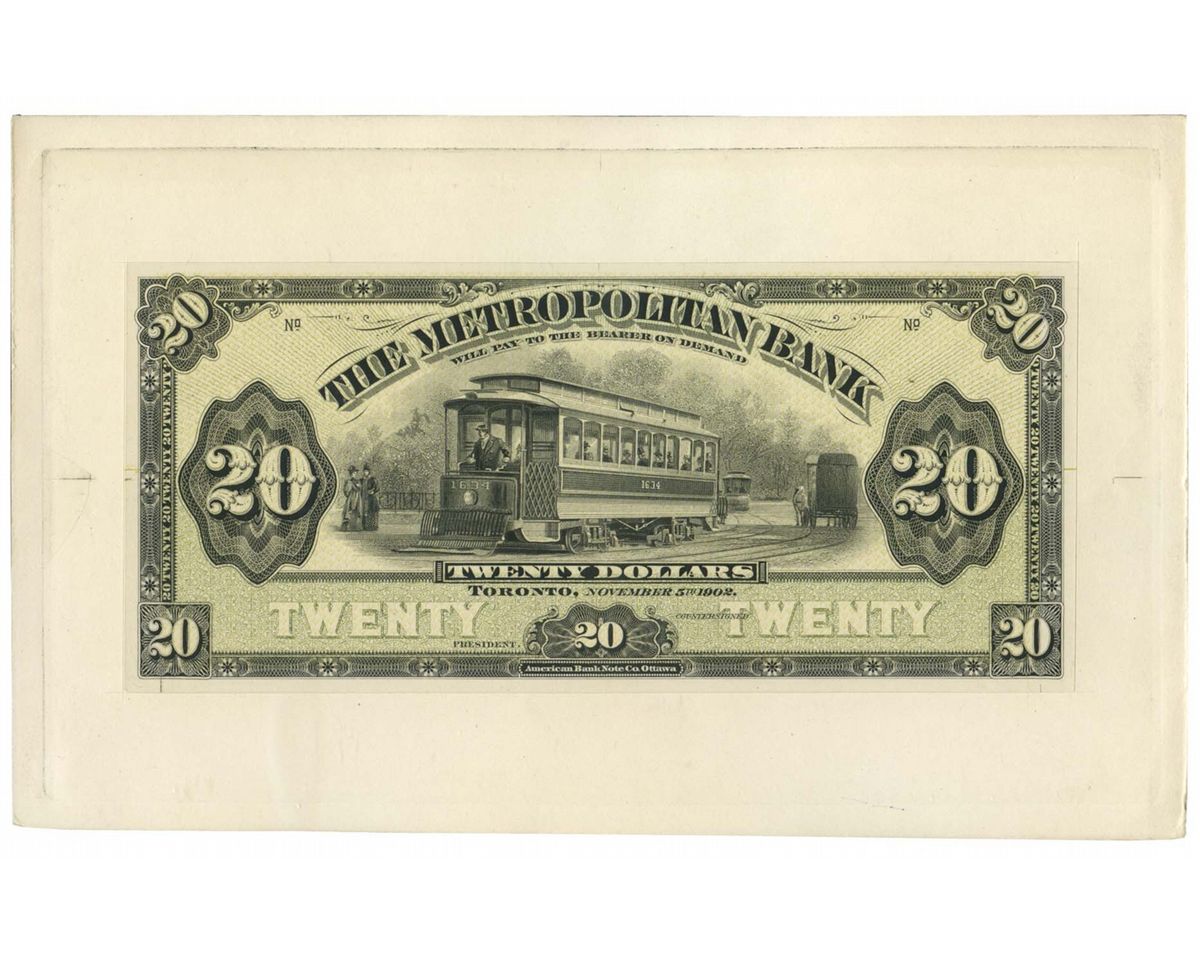 20
20
Nº
Nº
THE METROPOLITAN BANK
WILL PAY TO THE BEARER ON DEMAND
20
20
1634
1634
TWENTY DOLLARS
TORONTO, NOVEMBER 5TH 1902.
TWENTY
COUNTERSIGNED
TWENTY
PRESIDENT.
20
20
20
American Bank Note Co. Ottawa